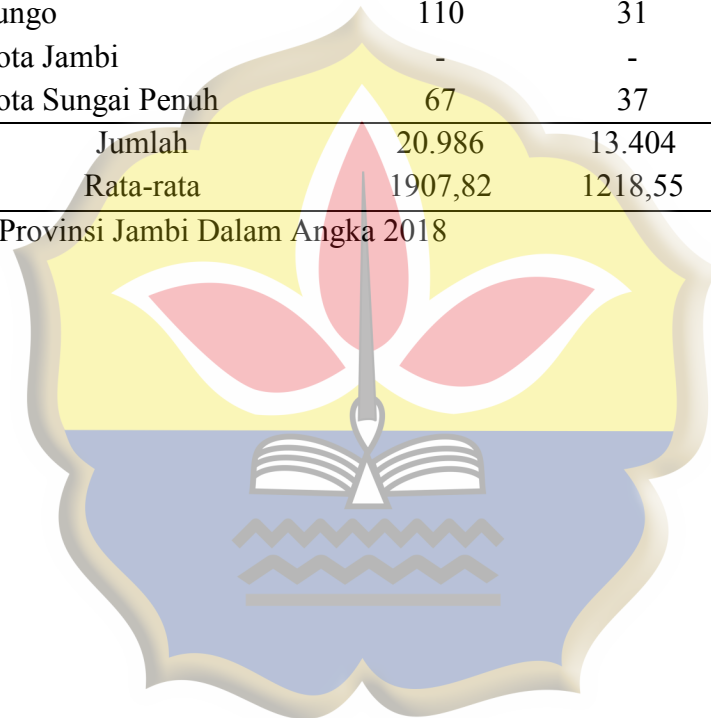 ungo 110 31
ota Jambi - -
ota Sungai Penuh 67 37
Jumlah 20.986 13.404
Rata-rata 1907,82 1218,55
Provinsi Jambi Dalam Angka 2018